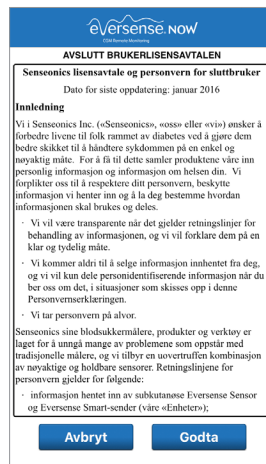 eversense. NOW
CGM Remote Monitoring
AVSLUTT BRUKERLISENSAVTALEN
Senseonics lisensavtale og personvern for sluttbruker
Dato for siste oppdatering: januar 2016
Innledning
Vi i Senseonics Inc. («Senseonics», «oss» eller «vi») ønsker å
forbedre livene til folk rammet av diabetes ved å gjøre dem
bedre skikket til å håndtere sykdommen på en enkel og
nøyaktig måte. For å få til dette samler produktene våre inn
personlig informasjon og informasjon om helsen din. Vi
forplikter oss til å respektere ditt personvern, beskytte
informasjon vi henter inn og å la deg bestemme hvordan
informasjonen skal brukes og deles.
· Vi vil være transparente når det gjelder retningslinjer for
behandling av informasjonen, og vi vil forklare dem på en
klar og tydelig måte.
· Vi kommer aldri til å selge informasjon innhentet fra deg,
og vi vil kun dele personidentifiserende informasjon når du
ber oss om det, i situasjoner som skisses opp i denne
Personvernserklæringen.
· Vi tar personvern på alvor.
Senseonics sine blodsukkermålere, produkter og verktøy er
laget for å unngå mange av problemene som oppstår med
tradisjonelle målere, og vi tilbyr en uovertruffen kombinasjon
av nøyaktige og holdbare sensorer. Retningslinjene for
personvern gjelder for følgende:
· informasjon hentet inn av subkutanøse Eversense Sensor
og Eversense Smart-sender (våre «Enheter»);
Avbryt
Godta